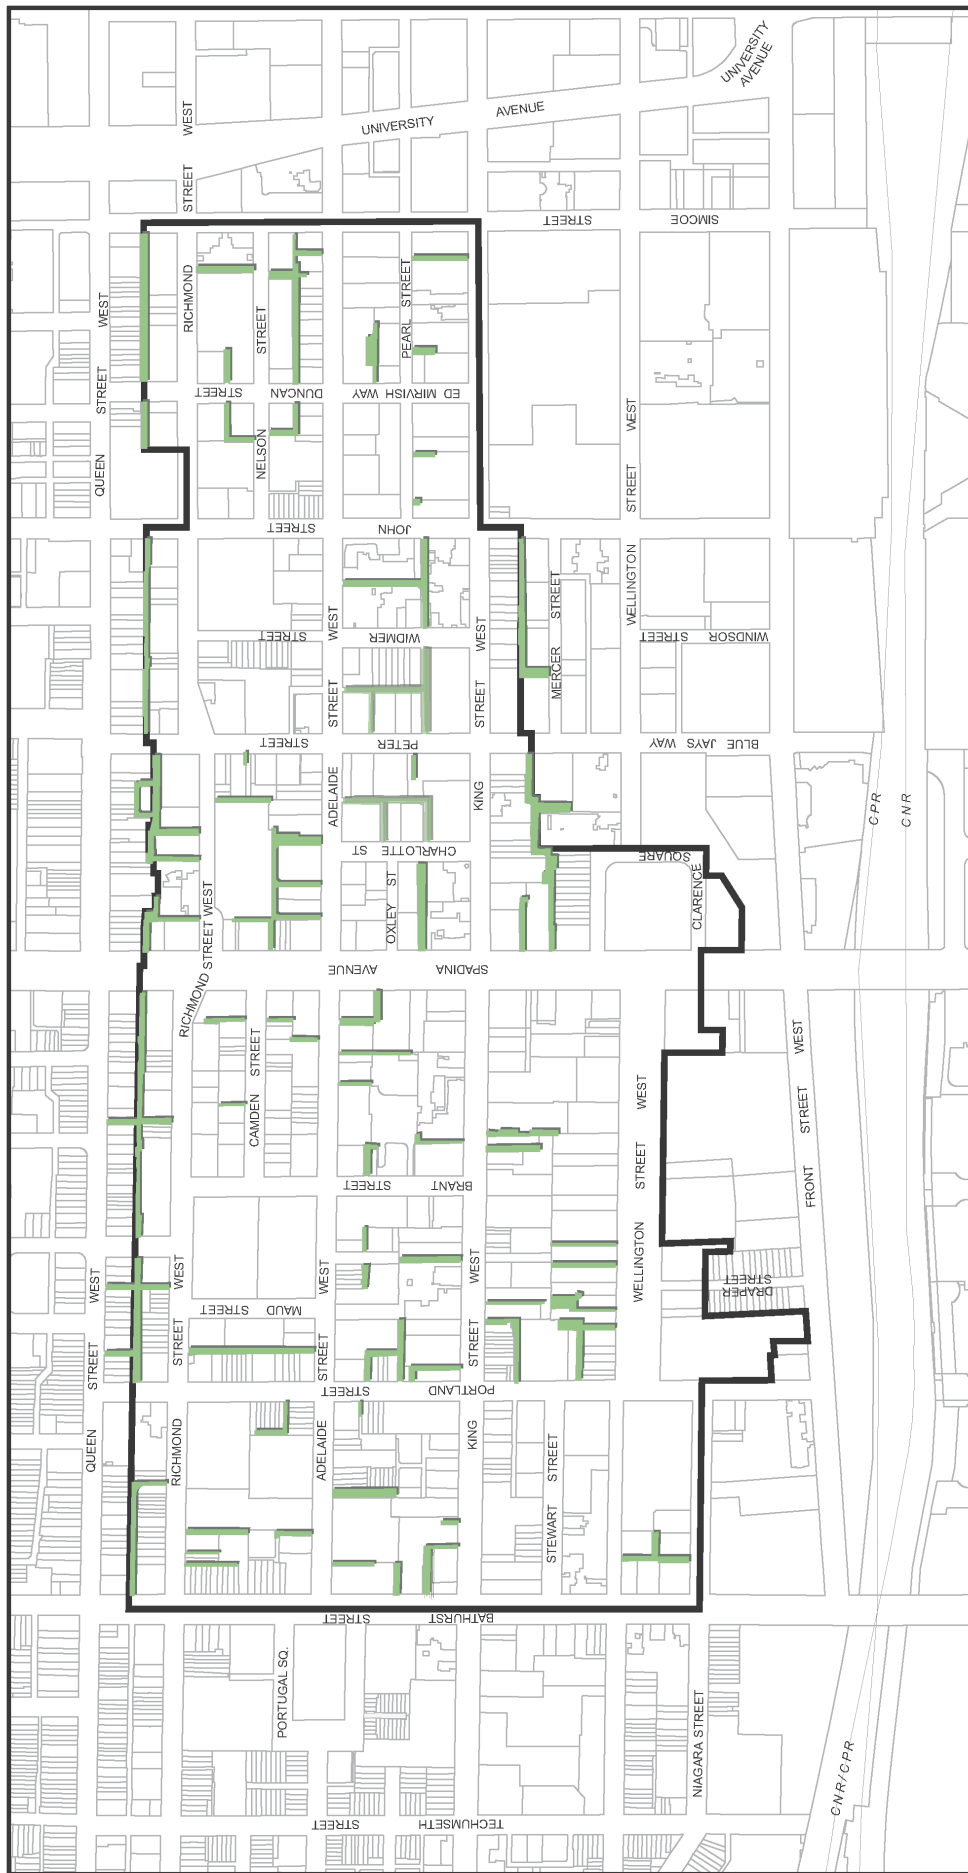 UNIVERSITY
AVENUE
STREET WEST
UNIVERSITY AVENUE
SIMCOE STREET
QUEEN STREET WEST
RICHMOND
NELSON STREET
PEARL STREET
DUNCAN STREET
ED MIRVISH WAY
STREET WEST
JOHN STREET
WELLINGTON
WIDMER STREET
WEST
STREET
WEST
STREET
MERCER STREET
WINDSOR STREET
PETER STREET
BLUE JAYS WAY
ADELAIDE
KING
CPR
CNR
CHARLOTTE ST
CLARENCE
SQUARE
OXLEY ST
RICHMOND STREET WEST
SPADINA AVENUE
CAMDEN STREET
BRANT STREET
WELLINGTON STREET WEST
FRONT STREET WEST
DRAPER
STREET
QUEEN STREET WEST
RICHMOND STREET WEST
MAUD STREET
ADELAIDE STREET WEST
KING STREET WEST
PORTLAND STREET
STEWART STREET
BATHURST STREET
PORTUGAL SQ.
NIAGARA STREET
TECHUMSETH STREET
CNR/CPR